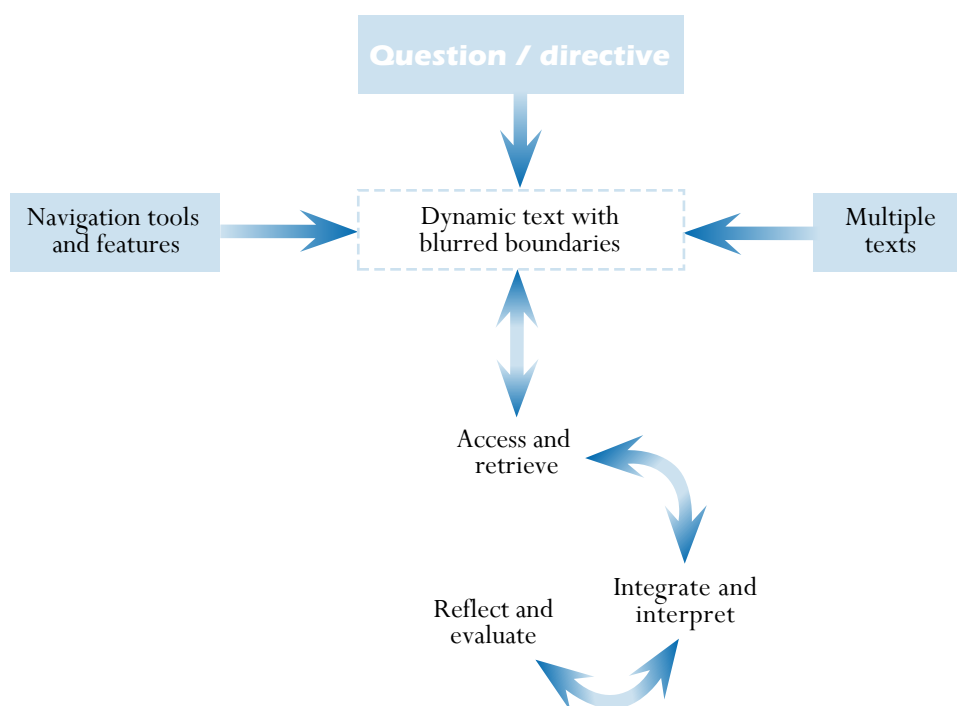 Question / directive
Navigation tools
and features
Dynamic text with
blurred boundaries
Multiple
texts
Access and
retrieve
Integrate and
interpret
Reflect and
evaluate